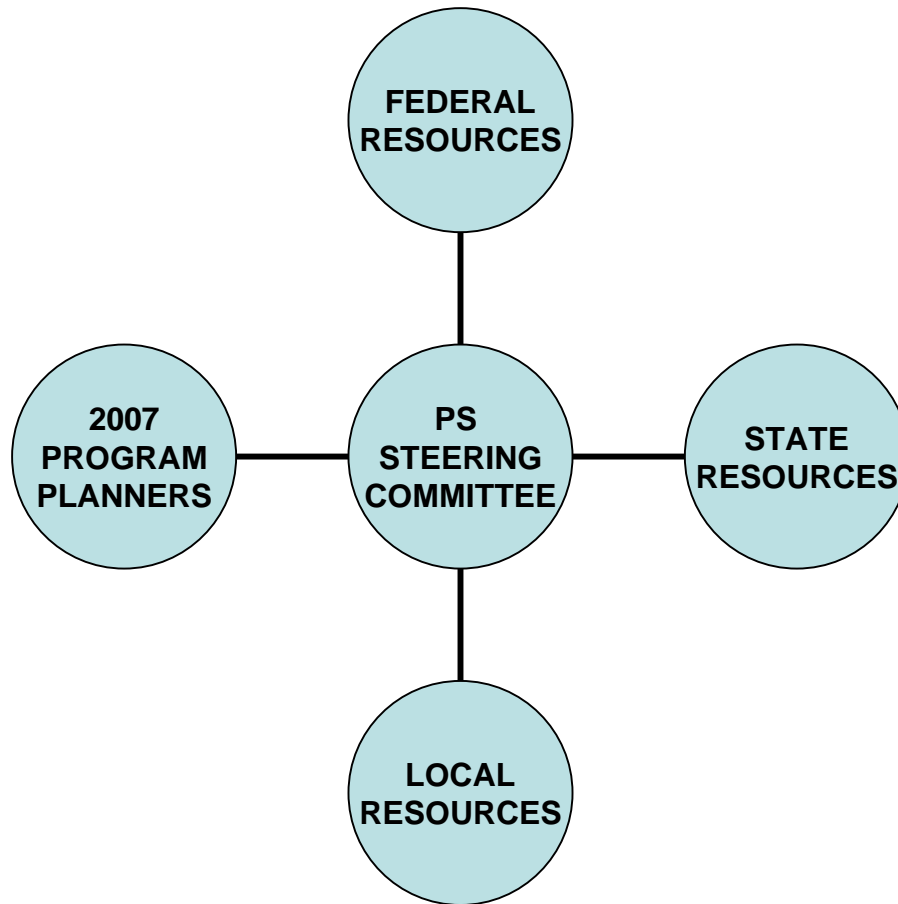 FEDERAL
RESOURCES
2007
PROGRAM
PLANNERS
PS
STEERING
COMMITTEE
STATE
RESOURCES
LOCAL
RESOURCES